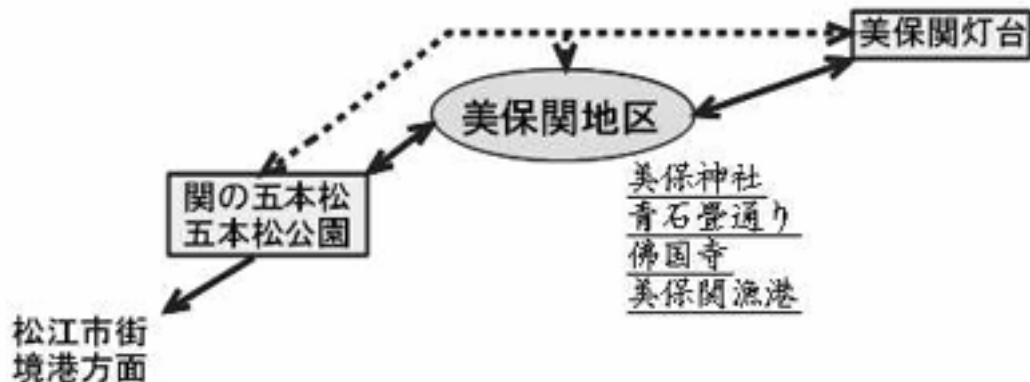 美保関灯台
美保関地区
美保神社
青石畳通り
佛国寺
美保関漁港
関の五本松
五本松公園
松江市街
境港方面